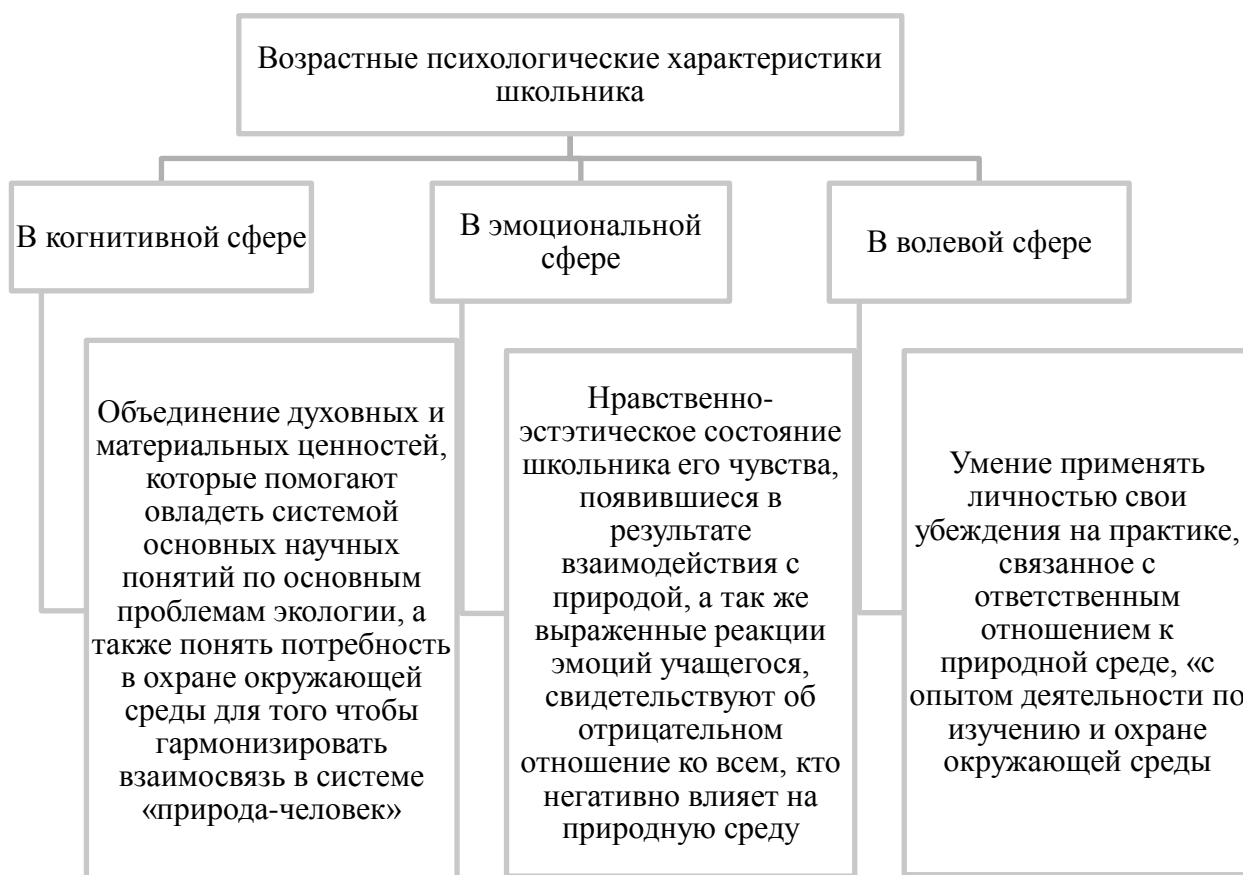 Возрастные психологические характеристики
школьника
В когнитивной сфере
В эмоциональной
сфере
В волевой сфере
Объединение духовных и
материальных ценностей,
которые помогают
овладеть системой
основных научных
понятий по основным
проблемам экологии, а
также понять потребность
в охране окружающей
среды для того чтобы
гармонизировать
взаимосвязь в системе
«природа-человек»
Нравственно-
эстэтическое состояние
школьника его чувства,
появившиеся в
результате
взаимодействия с
природой, а так же
выраженные реакции
эмоций учащегося,
свидетельствуют об
отрицательном
отношение ко всем, кто
негативно влияет на
природную среду
Умение применять
личностью свои
убеждения на практике,
связанное с
ответственным
отношением к
природной среде, «с
опытом деятельности по
изучению и охране
окружающей среды